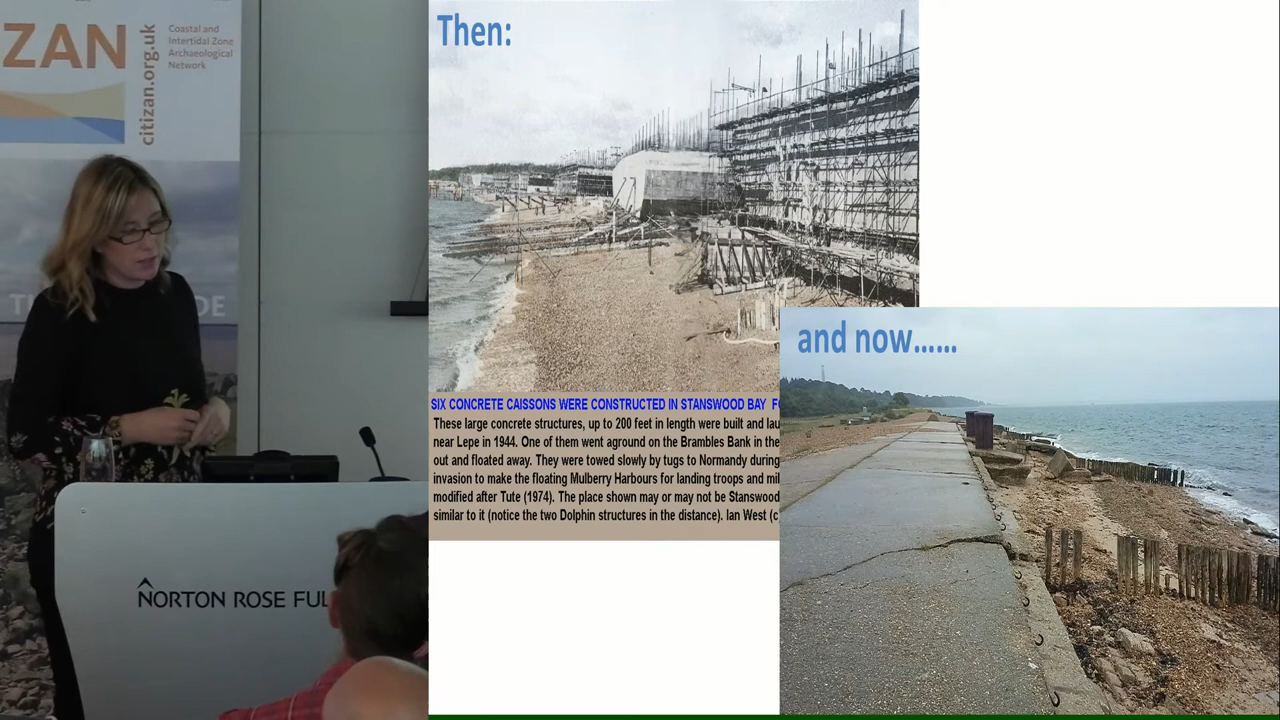 ZAN
citizan.org.uk
Coastal and
Intertidal Zone
Archaeological
Network
DE
NORTON ROSE FUL
Then:
SIX CONCRETE CAISSONS WERE CONSTRUCTED IN STANSWOOD BAY
These large concrete structures, up to 200 feet in length were built and lau
near Lepe in 1944. One of them went aground on the Brambles Bank in the
out and floated away. They were towed slowly by tugs to Normandy during
invasion to make the floating Mulberry Harbours for landing troops and mil
modified after Tute (1974). The place shown may or may not be Stanswood
similar to it (notice the two Dolphin structures in the distance). Ian West (c
and now......